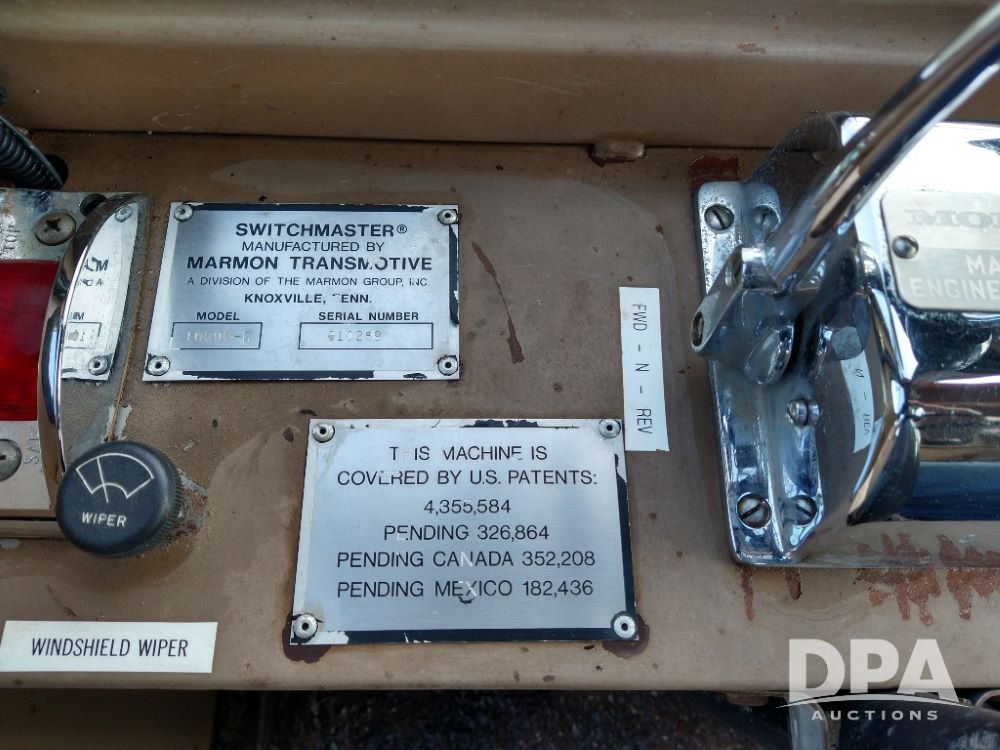 SWITCHMASTER®
MANUFACTURED BY
MARMON TRANSMOTIVE
A DIVISION OF THE MARMON GROUP, INC
KNOXVILLE, TENN.
MODEL SERIAL NUMBER
THIS MACHINE IS
COVERED BY U.S. PATENTS:
4,355,584
PENDING 326,864
PENDING CANADA 352,208
PENDING MEXICO 182,436
FWD - N - REV
WIPER
WINDSHIELD WIPER
MA
ENGINE
DPA
AUCTIONS